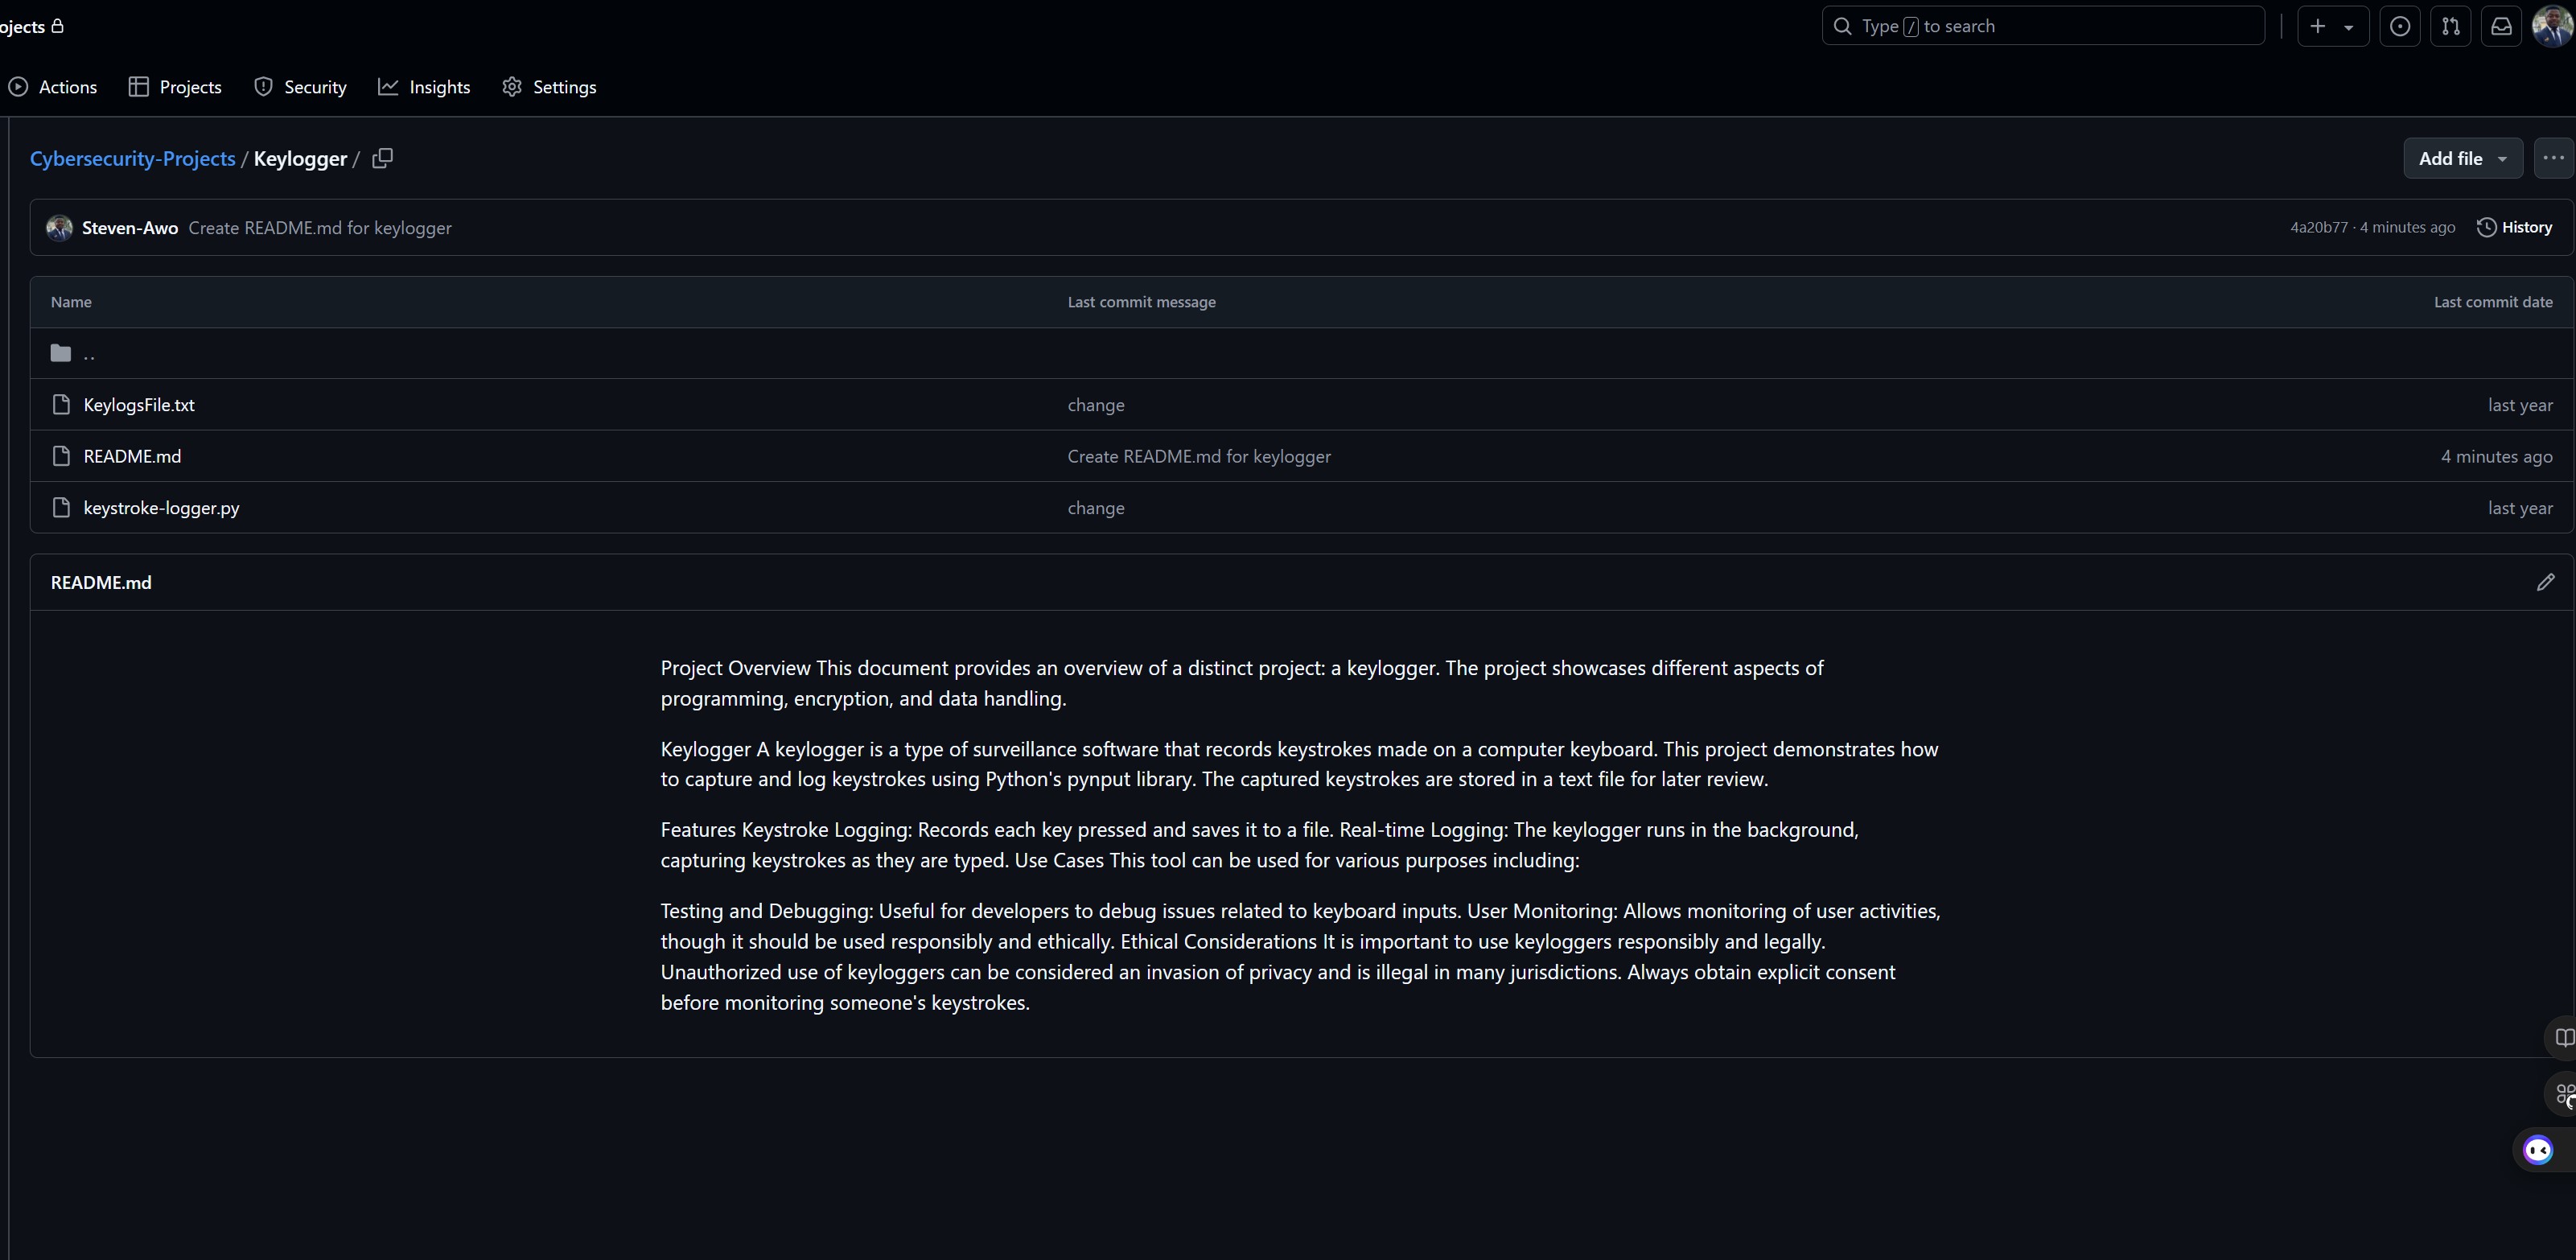 ojects
Type / to search
Actions
Projects
Security
Insights
Settings
Cybersecurity-Projects / Keylogger /
Add file
Steven-Awo Create README.md for keylogger
4a20b77 · 4 minutes ago
History
Name Last commit message Last commit date
..
KeylogsFile.txt change last year
README.md Create README.md for keylogger 4 minutes ago
keystroke-logger.py change last year
README.md
Project Overview This document provides an overview of a distinct project: a keylogger. The project showcases different aspects of
programming, encryption, and data handling.
Keylogger A keylogger is a type of surveillance software that records keystrokes made on a computer keyboard. This project demonstrates how
to capture and log keystrokes using Python's pynput library. The captured keystrokes are stored in a text file for later review.
Features Keystroke Logging: Records each key pressed and saves it to a file. Real-time Logging: The keylogger runs in the background,
capturing keystrokes as they are typed. Use Cases This tool can be used for various purposes including:
Testing and Debugging: Useful for developers to debug issues related to keyboard inputs. User Monitoring: Allows monitoring of user activities,
though it should be used responsibly and ethically. Ethical Considerations It is important to use keyloggers responsibly and legally.
Unauthorized use of keyloggers can be considered an invasion of privacy and is illegal in many jurisdictions. Always obtain explicit consent
before monitoring someone's keystrokes.